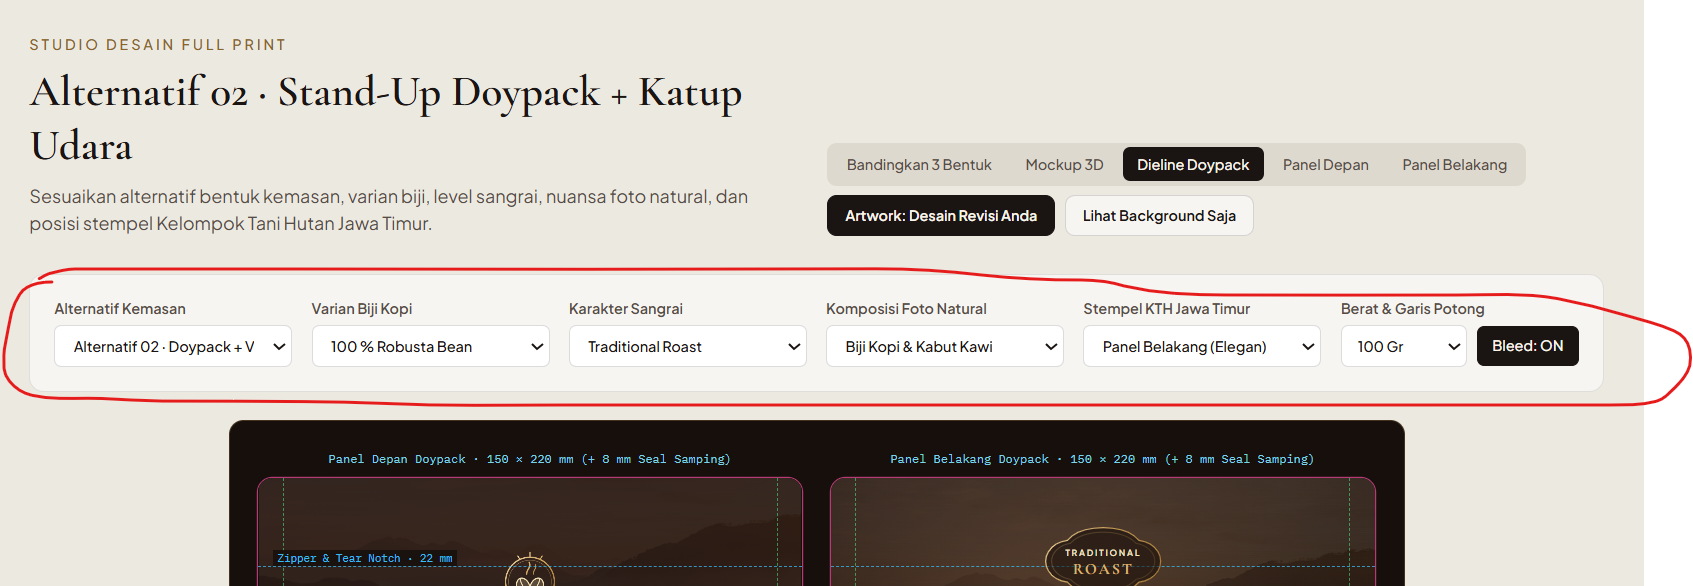 STUDIO DESAIN FULL PRINT
Alternatif 02 · Stand-Up Doypack + Katup
Udara
Sesuaikan alternatif bentuk kemasan, varian biji, level sangrai, nuansa foto natural, dan
posisi stempel Kelompok Tani Hutan Jawa Timur.
Bandingkan 3 Bentuk Mockup 3D Dieline Doypack Panel Depan Panel Belakang
Artwork: Desain Revisi Anda Lihat Background Saja
Alternatif Kemasan Varian Biji Kopi Karakter Sangrai Komposisi Foto Natural Stempel KTH Jawa Timur Berat & Garis Potong
Alternatif 02 · Doypack + V 100 % Robusta Bean Traditional Roast Biji Kopi & Kabut Kawi Panel Belakang (Elegan) 100 Gr Bleed: ON
Panel Depan Doypack · 150 × 220 mm (+ 8 mm Seal Samping) Panel Belakang Doypack · 150 × 220 mm (+ 8 mm Seal Samping)
Zipper & Tear Notch · 22 mm
TRADITIONAL
ROAST